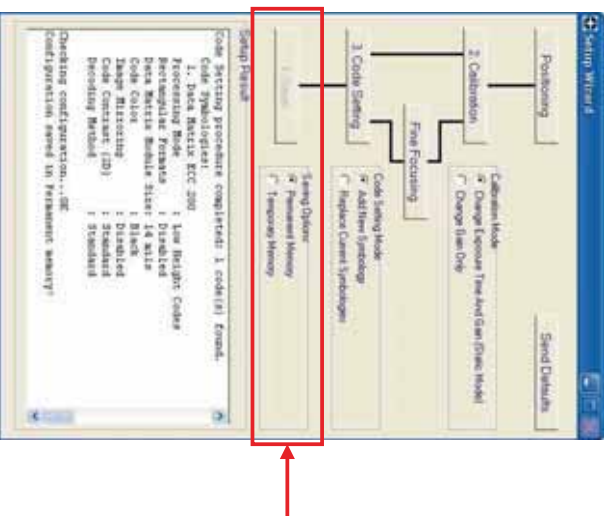 Setup Wizard
Positioning
Send Defaults
2. Calibration
Calibration Mode
Change Exposure Time And Gain (Static Mode)
Change Gain Only
Fine Focusing
3. Code Setting
Code Setting Mode
Add New Symbology
Replace Current Symbologies
Saving Options
Permanent Memory
Temporary Memory
Setup Result
Code Setting procedure completed: 1 code(s) found.
Code Symbologies:
1. Data Matrix ECC 200
Processing Mode : Low Height Codes
Rectangular Formats : Disabled
Data Matrix Module Size: 14 mils
Code Color : Black
Image Mirroring : Disabled
Code Contrast (2D) : Standard
Decoding Method : Standard
Checking configuration...OK
Configuration saved in Permanent memory!